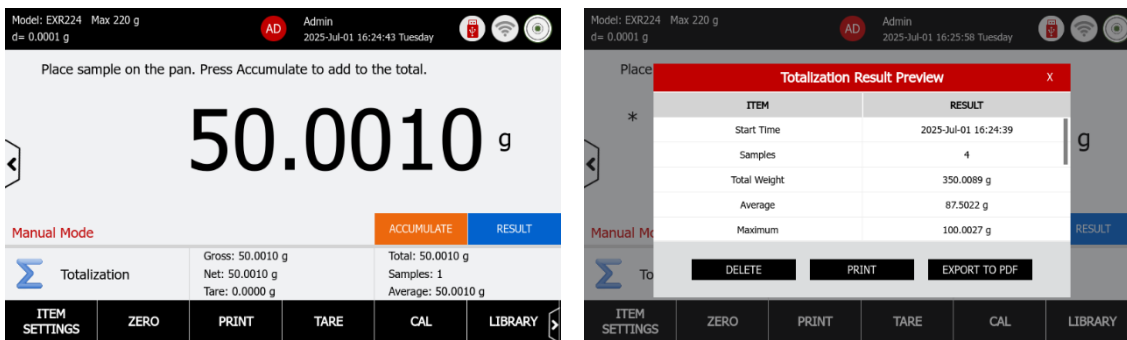 Model: EXR224 Max 220 g
d= 0.0001 g
AD
Admin
2025-Jul-01 16:24:43 Tuesday
Place sample on the pan. Press Accumulate to add to the total.
50.0010 g
Manual Mode
ACCUMULATE
RESULT
Totalization
Gross: 50.0010 g
Net: 50.0010 g
Tare: 0.0000 g
Total: 50.0010 g
Samples: 1
Average: 50.0010 g
ITEM
SETTINGS
ZERO
PRINT
TARE
CAL
LIBRARY
Model: EXR224 Max 220 g
d= 0.0001 g
AD
Admin
2025-Jul-01 16:25:58 Tuesday
Place
*
g
Totalization Result Preview X
ITEM RESULT
Start Time 2025-Jul-01 16:24:39
Samples 4
Total Weight 350.0089 g
Average 87.5022 g
Maximum 100.0027 g
DELETE
PRINT
EXPORT TO PDF
Manual Mo
RESULT
To
ITEM
SETTINGS
ZERO
PRINT
TARE
CAL
LIBRARY